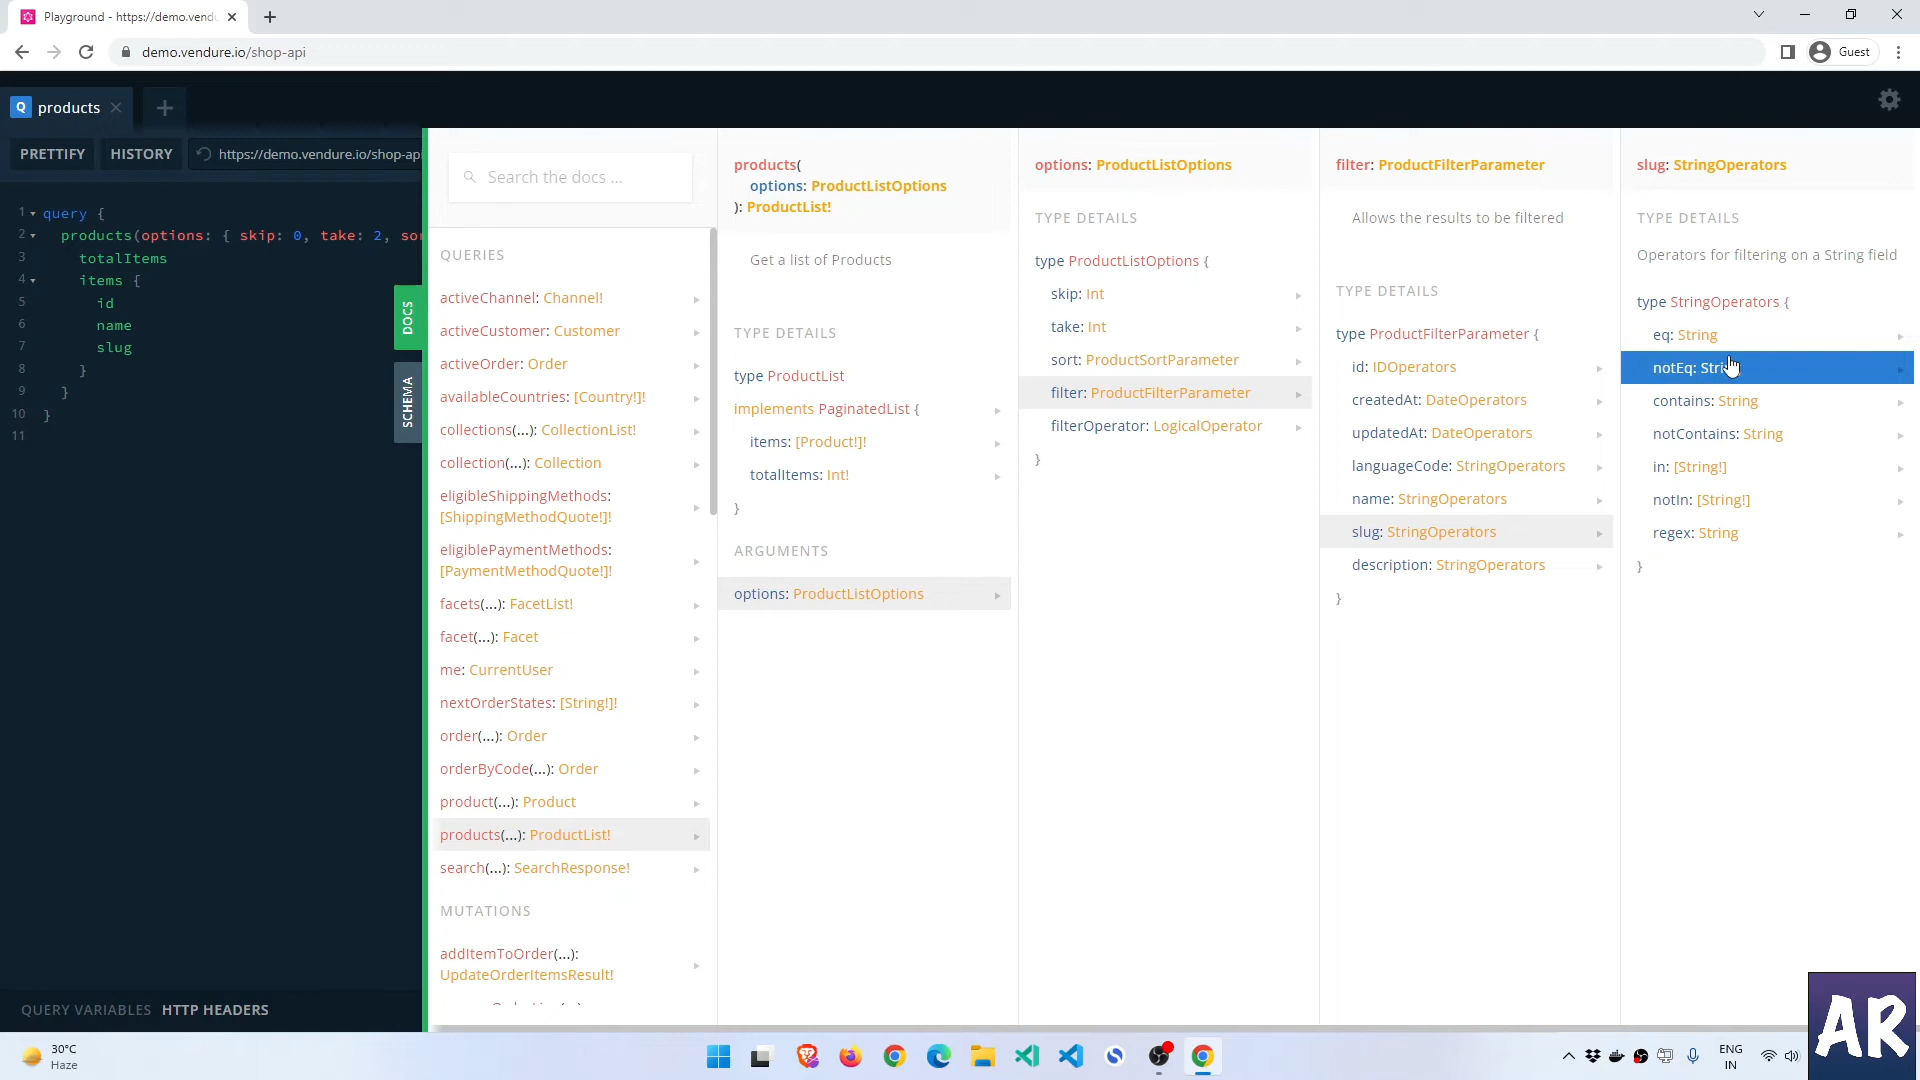 Playground - https://demo.vendu
demo.vendure.io/shop-api
Guest
Q products
PRETTIFY
HISTORY
https://demo.vendure.io/shop-ap
1 query {
2 products(options: { skip: 0, take: 2, so
3 totalItems
4 items {
5 id
6 name
7 slug
8 }
9 }
10 }
11
DOCS
SCHEMA
QUERY VARIABLES
HTTP HEADERS
Search the docs ...
QUERIES
activeChannel: Channel!
activeCustomer: Customer
activeOrder: Order
availableCountries: [Country!]!
collections(...): CollectionList!
collection(...): Collection
eligibleShippingMethods:
[ShippingMethodQuote!]!
eligiblePaymentMethods:
[PaymentMethodQuote!]!
facets(...): FacetList!
facet(...): Facet
me: CurrentUser
nextOrderStates: [String!]!
order(...): Order
orderByCode(...): Order
product(...): Product
products(...): ProductList!
search(...): SearchResponse!
MUTATIONS
addItemToOrder(...):
UpdateOrderItemsResult!
products(
options: ProductListOptions
): ProductList!
Get a list of Products
TYPE DETAILS
type ProductList
implements PaginatedList {
items: [Product!]!
totalItems: Int!
}
ARGUMENTS
options: ProductListOptions
options: ProductListOptions
TYPE DETAILS
type ProductListOptions {
skip: Int
take: Int
sort: ProductSortParameter
filter: ProductFilterParameter
filterOperator: LogicalOperator
}
filter: ProductFilterParameter
Allows the results to be filtered
TYPE DETAILS
type ProductFilterParameter {
id: IDOperators
createdAt: DateOperators
updatedAt: DateOperators
languageCode: StringOperators
name: StringOperators
slug: StringOperators
description: StringOperators
}
slug: StringOperators
TYPE DETAILS
Operators for filtering on a String field
type StringOperators {
eq: String
notEq: Stri
contains: String
notContains: String
in: [String!]
notIn: [String!]
regex: String
}
30°C
Haze
ENG
IN
AR